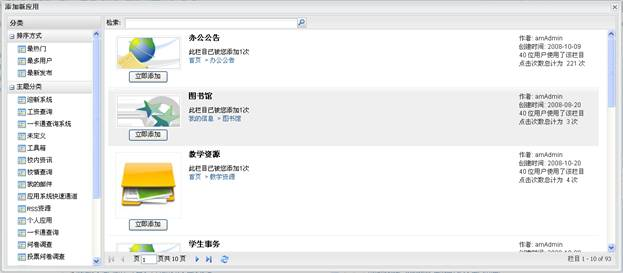 添加新应用
分类
排序方式
最热门
最多用户
最新发布
主题分类
迎新系统
工资查询
一卡通查询系统
未定义
工具箱
校内资讯
校情查询
我的邮件
应用系统快速通道
RSS资源
个人应用
一卡通查询
问卷调查
投票问卷调查
检索:
办公公告
此栏目已被您添加1次
首页 > 办公公告
立即添加
作者: amAdmin
创建时间: 2008-10-09
40 位用户使用了该栏目
点击次数总计为 221 次
图书馆
此栏目已被您添加1次
我的信息 > 图书馆
立即添加
作者: amAdmin
创建时间: 2008-08-20
40 位用户使用了该栏目
点击次数总计为 3 次
教学资源
此栏目已被您添加1次
首页 > 教学资源
立即添加
作者: amAdmin
创建时间: 2008-10-20
40 位用户使用了该栏目
点击次数总计为 4 次
学生事务
作者: amAdmin
页 1 页共 10 页
栏目 1 - 10 of 93